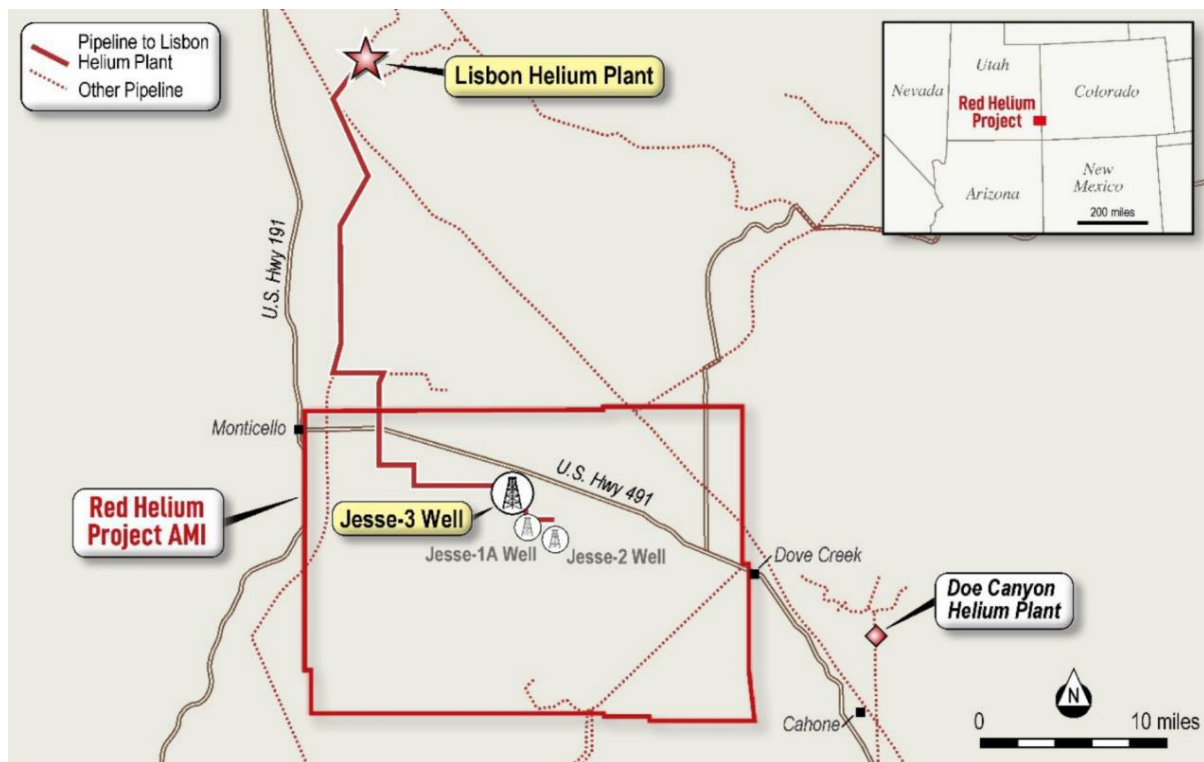 Pipeline to Lisbon
Helium Plant
Other Pipeline
Lisbon Helium Plant
Utah
Nevada
Colorado
Red Helium
Project
Arizona
New
Mexico
200 miles
U.S. Hwy 191
Monticello
U.S. Hwy 491
Red Helium
Project AMI
Jesse-3 Well
Jesse-1A Well
Jesse-2 Well
Dove Creek
Doe Canyon
Helium Plant
Cahone
N
0
10 miles